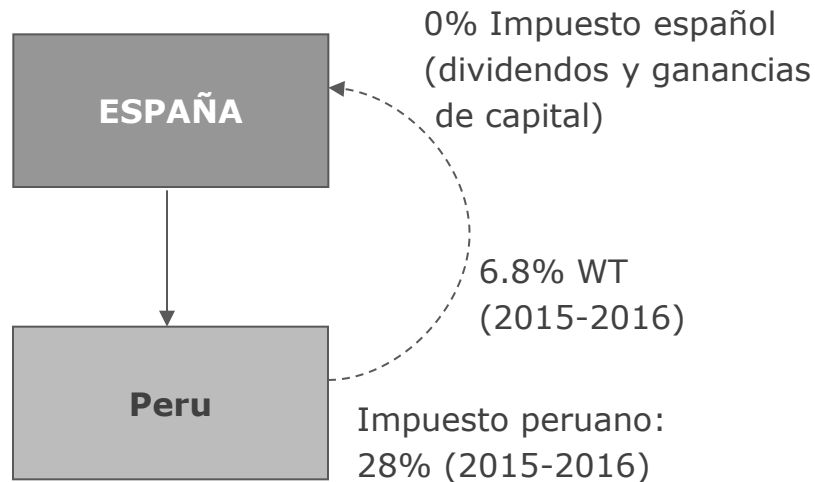 0% Impuesto español
(dividendos y ganancias
de capital)
ESPAÑA
6.8% WT
(2015-2016)
Peru
Impuesto peruano:
28% (2015-2016)